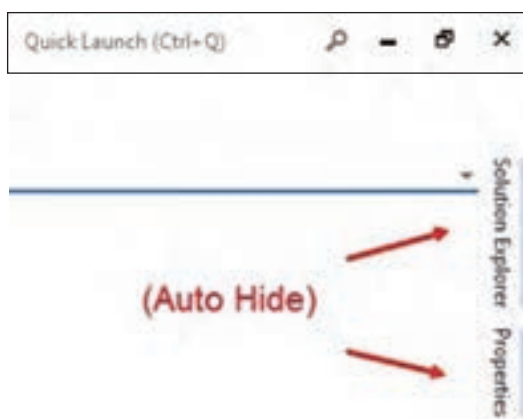 Quick Launch (Ctrl+Q)
Solution Explorer
(Auto Hide)
Properties